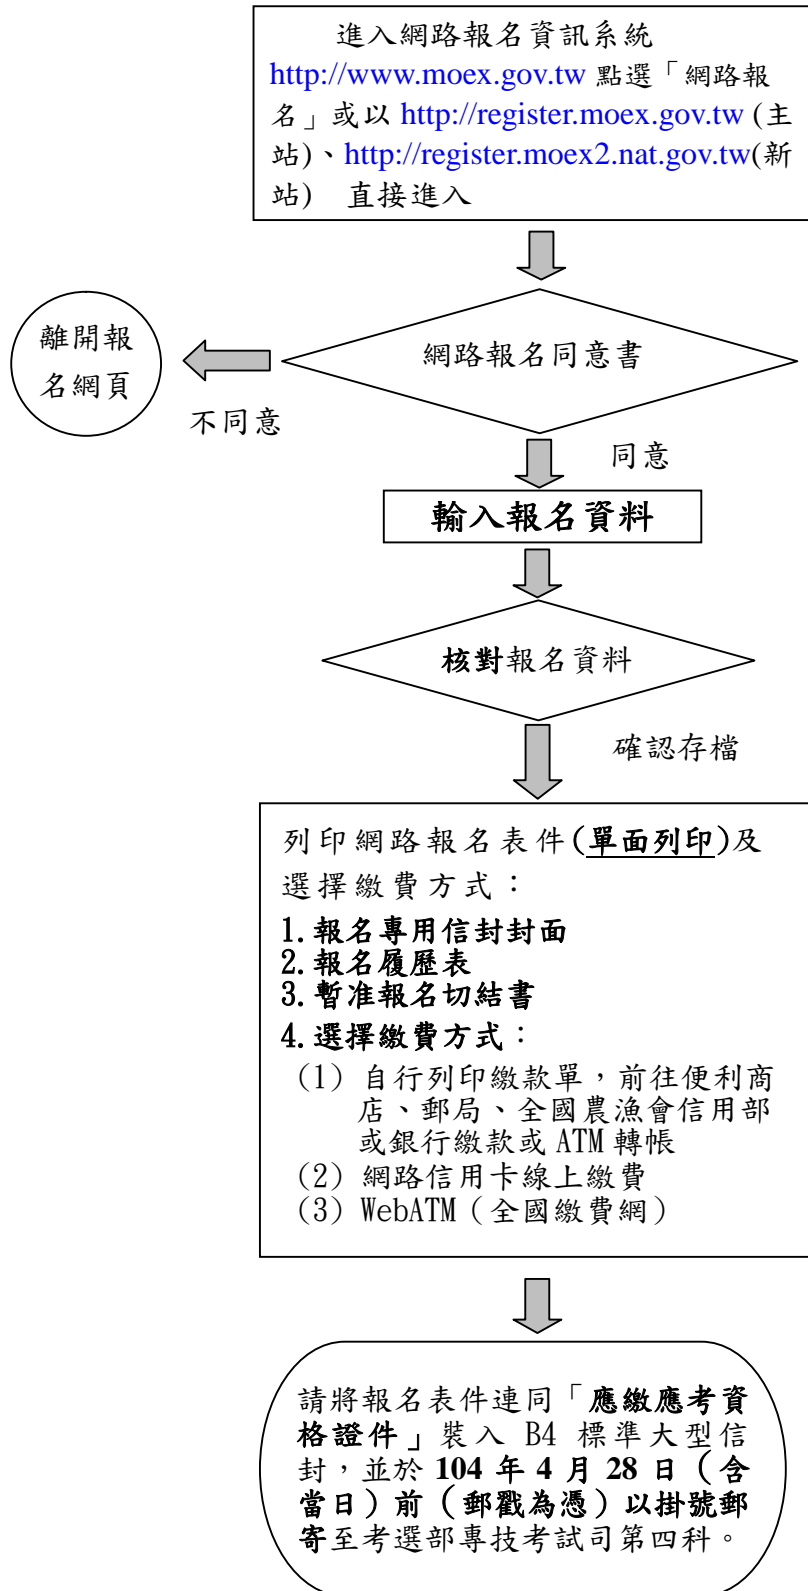 進入網路報名資訊系統
http://www.moex.gov.tw 點選「網路報
名」或以 http://register.moex.gov.tw (主
站)、http://register.moex2.nat.gov.tw(新
站) 直接進入
網路報名同意書
離開報
名網頁
不同意
同意
輸入報名資料
核對報名資料
確認存檔
列印網路報名表件(單面列印)及
選擇繳費方式：
1.報名專用信封封面
2.報名履歷表
3.暫准報名切結書
4.選擇繳費方式：
(1) 自行列印繳款單，前往便利商
店、郵局、全國農漁會信用部
或銀行繳款或 ATM 轉帳
(2) 網路信用卡線上繳費
(3) WebATM（全國繳費網）
請將報名表件連同「應繳應考資
格證件」裝入 B4 標準大型信
封，並於 104 年 4 月 28 日（含
當日）前（郵戳為憑）以掛號郵
寄至考選部專技考試司第四科。